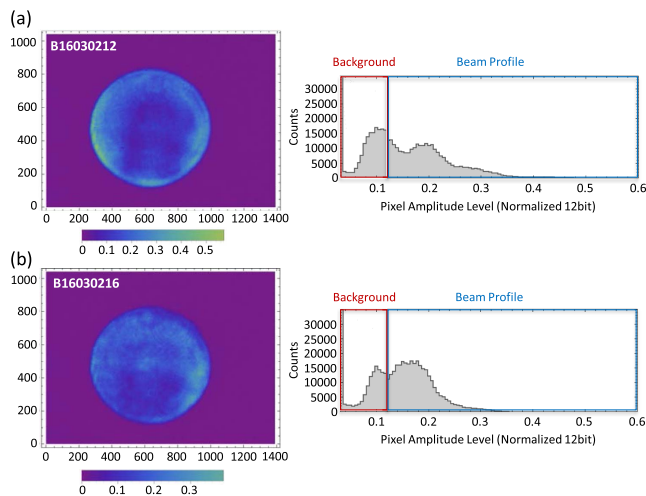 (a)
B16030212
1000
800
600
400
200
0
0 200 400 600 800 1000 1200 1400
0 0.1 0.2 0.3 0.4 0.5
Background Beam Profile
30000
25000
20000
15000
10000
5000
0
Counts
0.1 0.2 0.3 0.4 0.5 0.6
Pixel Amplitude Level (Normalized 12bit)
(b)
B16030216
1000
800
600
400
200
0
0 200 400 600 800 1000 1200 1400
0 0.1 0.2 0.3
Background Beam Profile
30000
25000
20000
15000
10000
5000
0
Counts
0.1 0.2 0.3 0.4 0.5 0.6
Pixel Amplitude Level (Normalized 12bit)